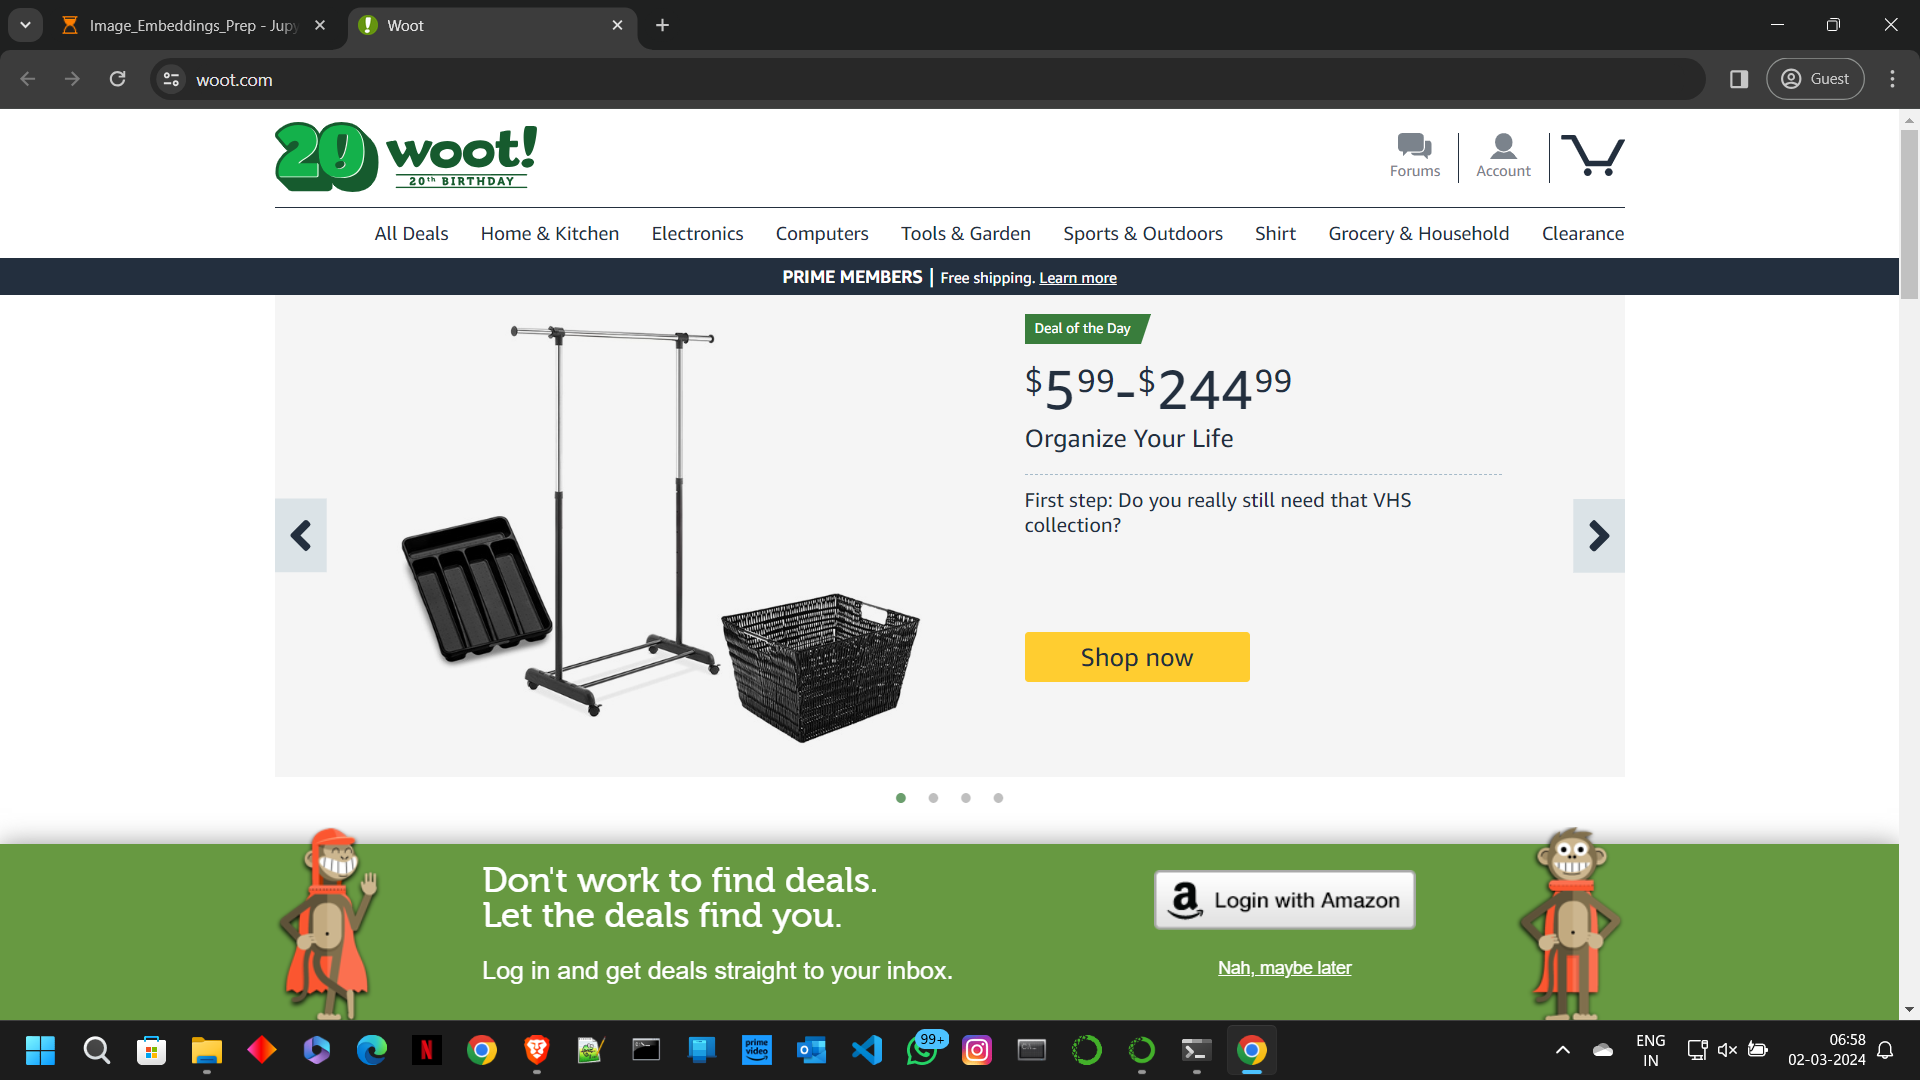 Image_Embeddings_Prep - Jup
Woot
woot.com
Guest
20 woot!
20th BIRTHDAY
Forums
Account
All Deals
Home & Kitchen
Electronics
Computers
Tools & Garden
Sports & Outdoors
Shirt
Grocery & Household
Clearance
PRIME MEMBERS | Free shipping. Learn more
Deal of the Day
$5.99-$244.99
Organize Your Life
First step: Do you really still need that VHS
collection?
Shop now
Don't work to find deals.
Let the deals find you.
Log in and get deals straight to your inbox.
a Login with Amazon
Nah, maybe later
N
prime
video
99+
ENG
IN
06:58
02-03-2024